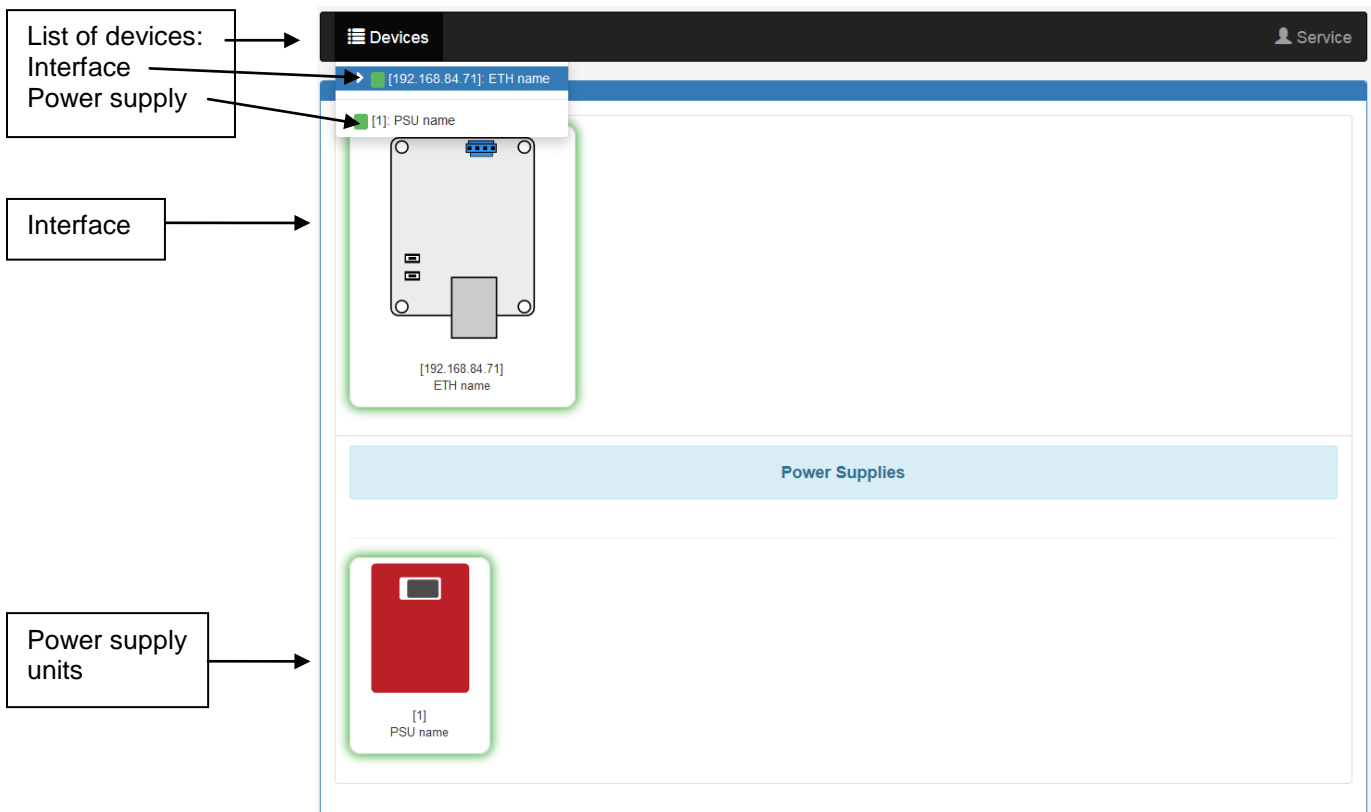 List of devices:
Interface
Power supply
Devices
Service
[192.168.84.71]: ETH name
[1]: PSU name
Interface
[192.168.84.71]
ETH name
Power Supplies
Power supply
units
[1]
PSU name